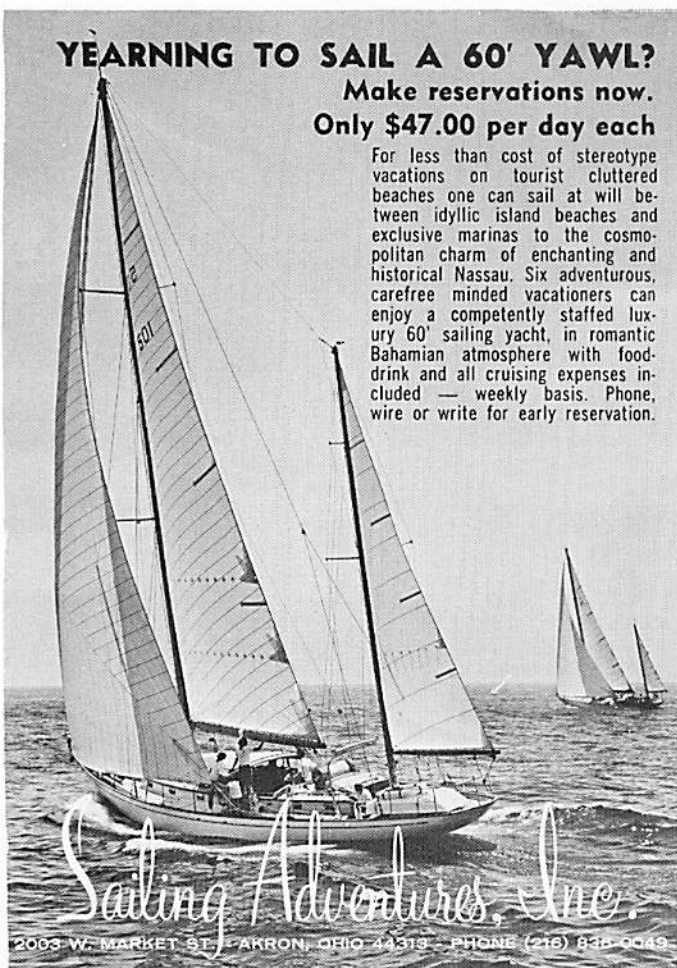 YEARNING TO SAIL A 60' YAWL?
Make reservations now.
Only $47.00 per day each
For less than cost of stereotype
vacations on tourist cluttered
beaches one can sail at will be-
tween idyllic island beaches and
exclusive marinas to the cosmo-
politan charm of enchanting and
historical Nassau. Six adventurous,
carefree minded vacationers can
enjoy a competently staffed lux-
ury 60' sailing yacht, in romantic
Bahamian atmosphere with food-
drink and all cruising expenses in-
cluded — weekly basis. Phone,
wire or write for early reservation.
S
102
Sailing Adventures, Inc.
2003 W. MARKET ST. - AKRON, OHIO 44313 - PHONE (216) 836-0049